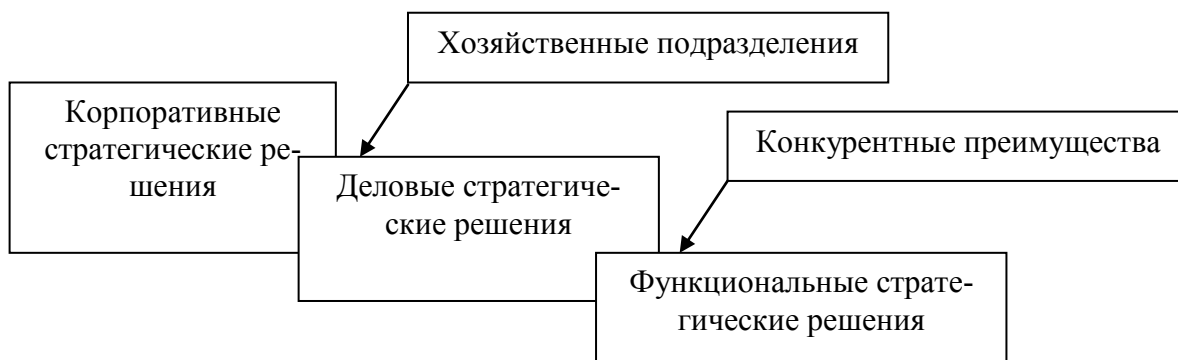 Хозяйственные подразделения
Корпоративные
стратегические ре-
шения
Конкурентные преимущества
Деловые стратегиче-
ские решения
Функциональные страте-
гические решения